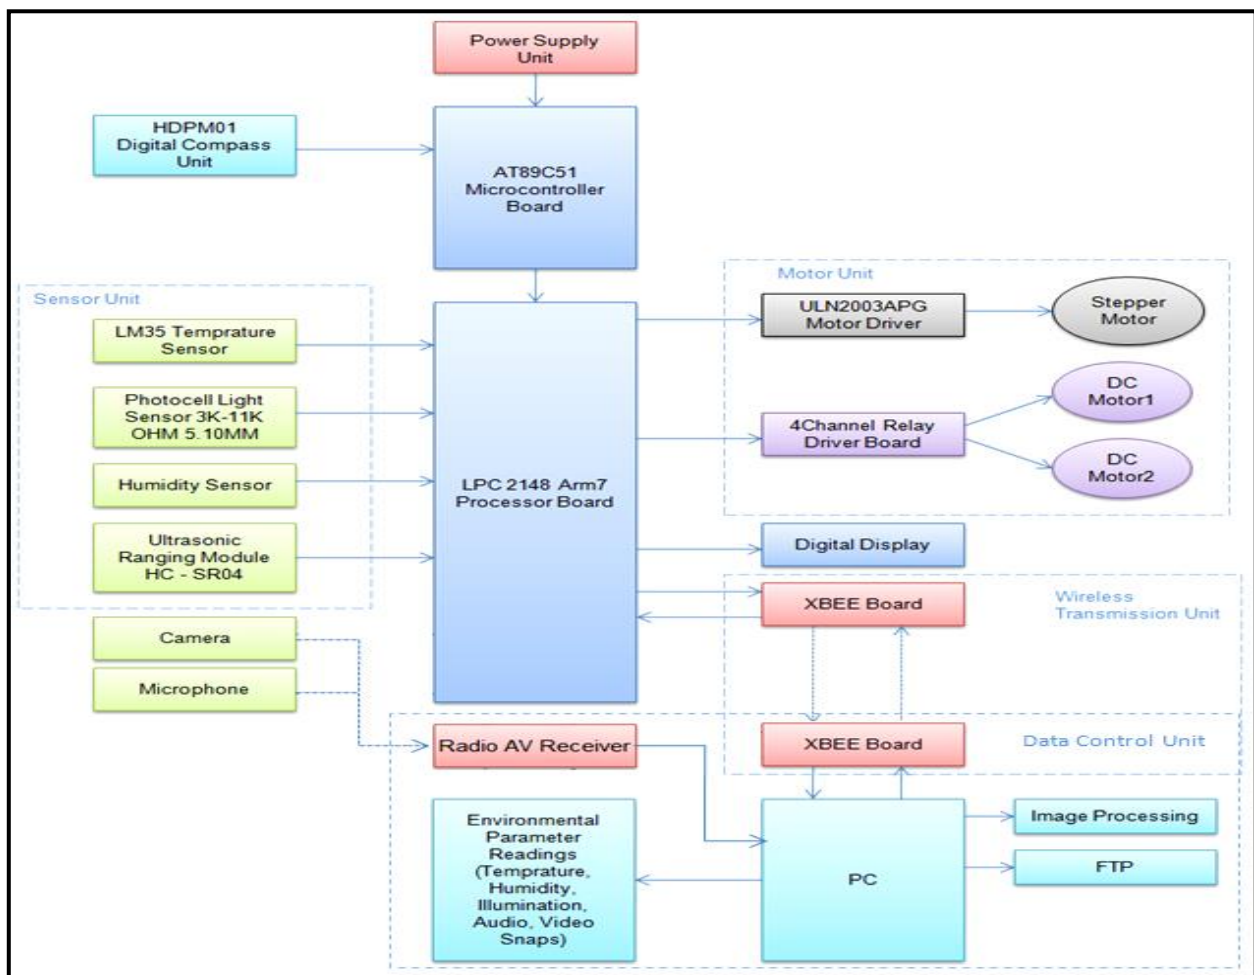 Power Supply
Unit
HDPM01
Digital Compass
Unit
AT89C51
Microcontroller
Board
Sensor Unit
LM35 Temprature
Sensor
Photocell Light
Sensor 3K-11K
OHM 5.10MM
Humidity Sensor
Ultrasonic
Ranging Module
HC - SR04
Camera
Microphone
LPC 2148 Arm7
Processor Board
Motor Unit
ULN2003APG
Motor Driver
Stepper
Motor
4Channel Relay
Driver Board
DC
Motor1
DC
Motor2
Digital Display
XBEE Board
Wireless
Transmission Unit
Radio AV Receiver
XBEE Board
Data Control Unit
Environmental
Parameter
Readings
(Temprature,
Humidity,
Illumination,
Audio, Video
Snaps)
PC
Image Processing
FTP